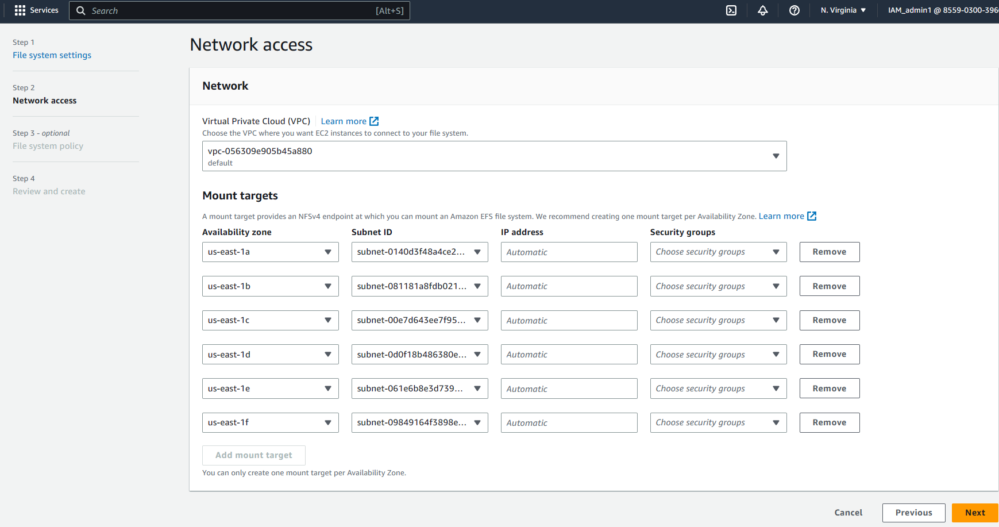 Services
Search [Alt+S]
N. Virginia
IAM_admin1 @ 8559-0300-396
Step 1
File system settings
Step 2
Network access
Step 3 - optional
File system policy
Step 4
Review and create
Network access
Network
Virtual Private Cloud (VPC) Learn more
Choose the VPC where you want EC2 instances to connect to your file system.
vpc-056309e905b45a880
default
Mount targets
A mount target provides an NFSv4 endpoint at which you can mount an Amazon EFS file system. We recommend creating one mount target per Availability Zone. Learn more
Availability zone Subnet ID IP address Security groups
us-east-1a subnet-0140d3f48a4ce2... Automatic Choose security groups Remove
us-east-1b subnet-081181a8fdb021... Automatic Choose security groups Remove
us-east-1c subnet-00e7d643ee7f95... Automatic Choose security groups Remove
us-east-1d subnet-0d0f18b486380e... Automatic Choose security groups Remove
us-east-1e subnet-061e6b8e3d739... Automatic Choose security groups Remove
us-east-1f subnet-09849164f3898e... Automatic Choose security groups Remove
Add mount target
You can only create one mount target per Availability Zone.
Cancel Previous Next